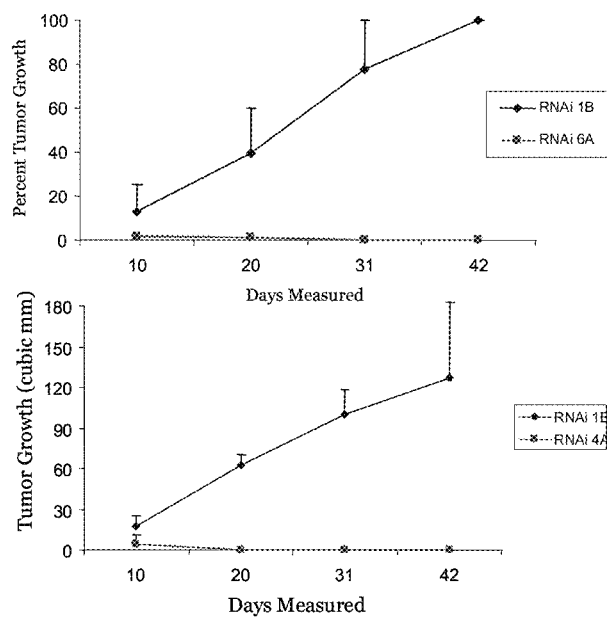 100
80
60
40
20
0
Percent Tumor Growth
10 20 31 42
Days Measured
RNAi 1B
RNAi 6A
180
150
120
90
60
30
0
Tumor Growth (cubic mm)
10 20 31 42
Days Measured
RNAi 1B
RNAi 4A